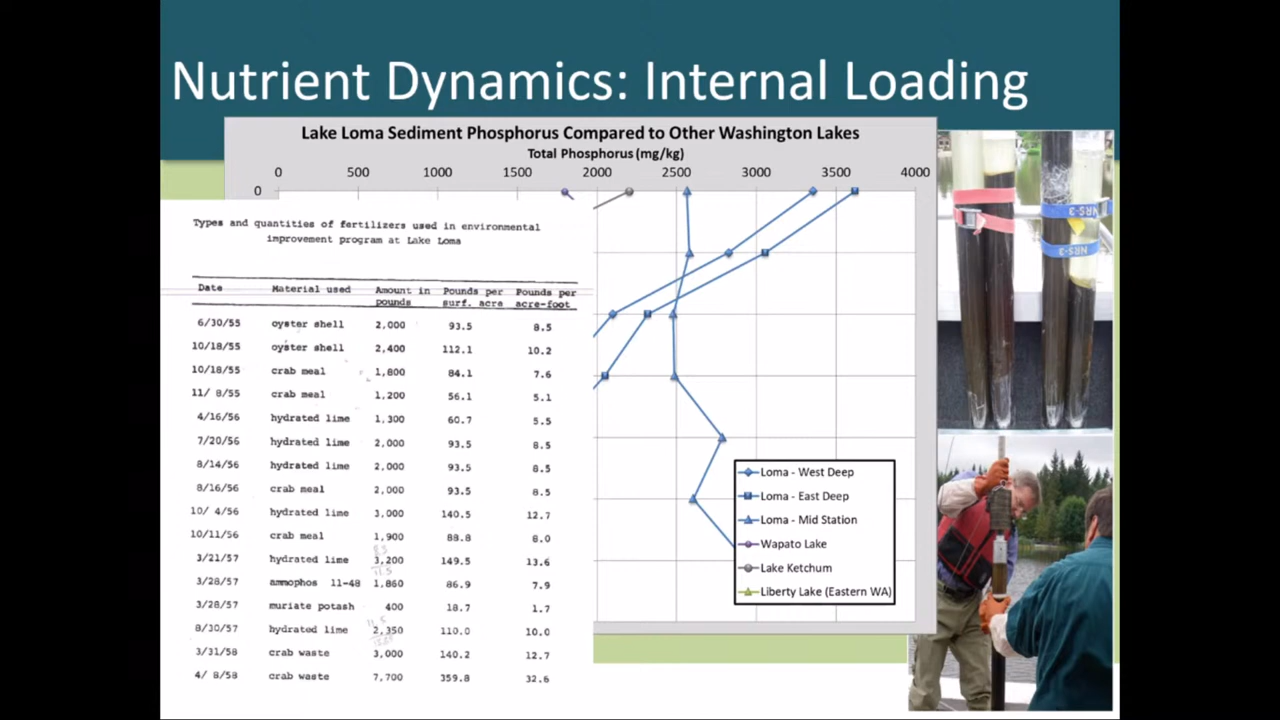 Nutrient Dynamics: Internal Loading
Lake Loma Sediment Phosphorus Compared to Other Washington Lakes
Total Phosphorus (mg/kg)
0 500 1000 1500 2000 2500 3000 3500 4000
0
Types and quantities of fertilizers used in environmental
improvement program at Lake Loma
Date Material used Amount in pounds Pounds per surf. acre Pounds per acre-foot
6/30/55 oyster shell 2,000 93.5 8.5
10/18/55 oyster shell 2,400 112.1 10.2
10/18/55 crab meal 1,800 84.1 7.6
11/ 8/55 crab meal 1,200 56.1 5.1
4/16/56 hydrated lime 1,300 60.7 5.5
7/20/56 hydrated lime 2,000 93.5 8.5
8/14/56 hydrated lime 2,000 93.5 8.5
8/16/56 crab meal 2,000 93.5 8.5
10/ 4/56 hydrated lime 3,000 140.5 12.7
10/11/56 crab meal 1,900 88.8 8.0
3/21/57 hydrated lime 3,200 149.5 13.6
3/28/57 ammophos 11-48 1,860 86.9 7.9
3/28/57 muriate potash 400 18.7 1.7
8/30/57 hydrated lime 2,350 110.0 10.0
3/31/58 crab waste 3,000 140.2 12.7
4/ 8/58 crab waste 7,700 359.8 32.6
Loma - West Deep
Loma - East Deep
Loma - Mid Station
Wapato Lake
Lake Ketchum
Liberty Lake (Eastern WA)
NRS-3
NRS-3